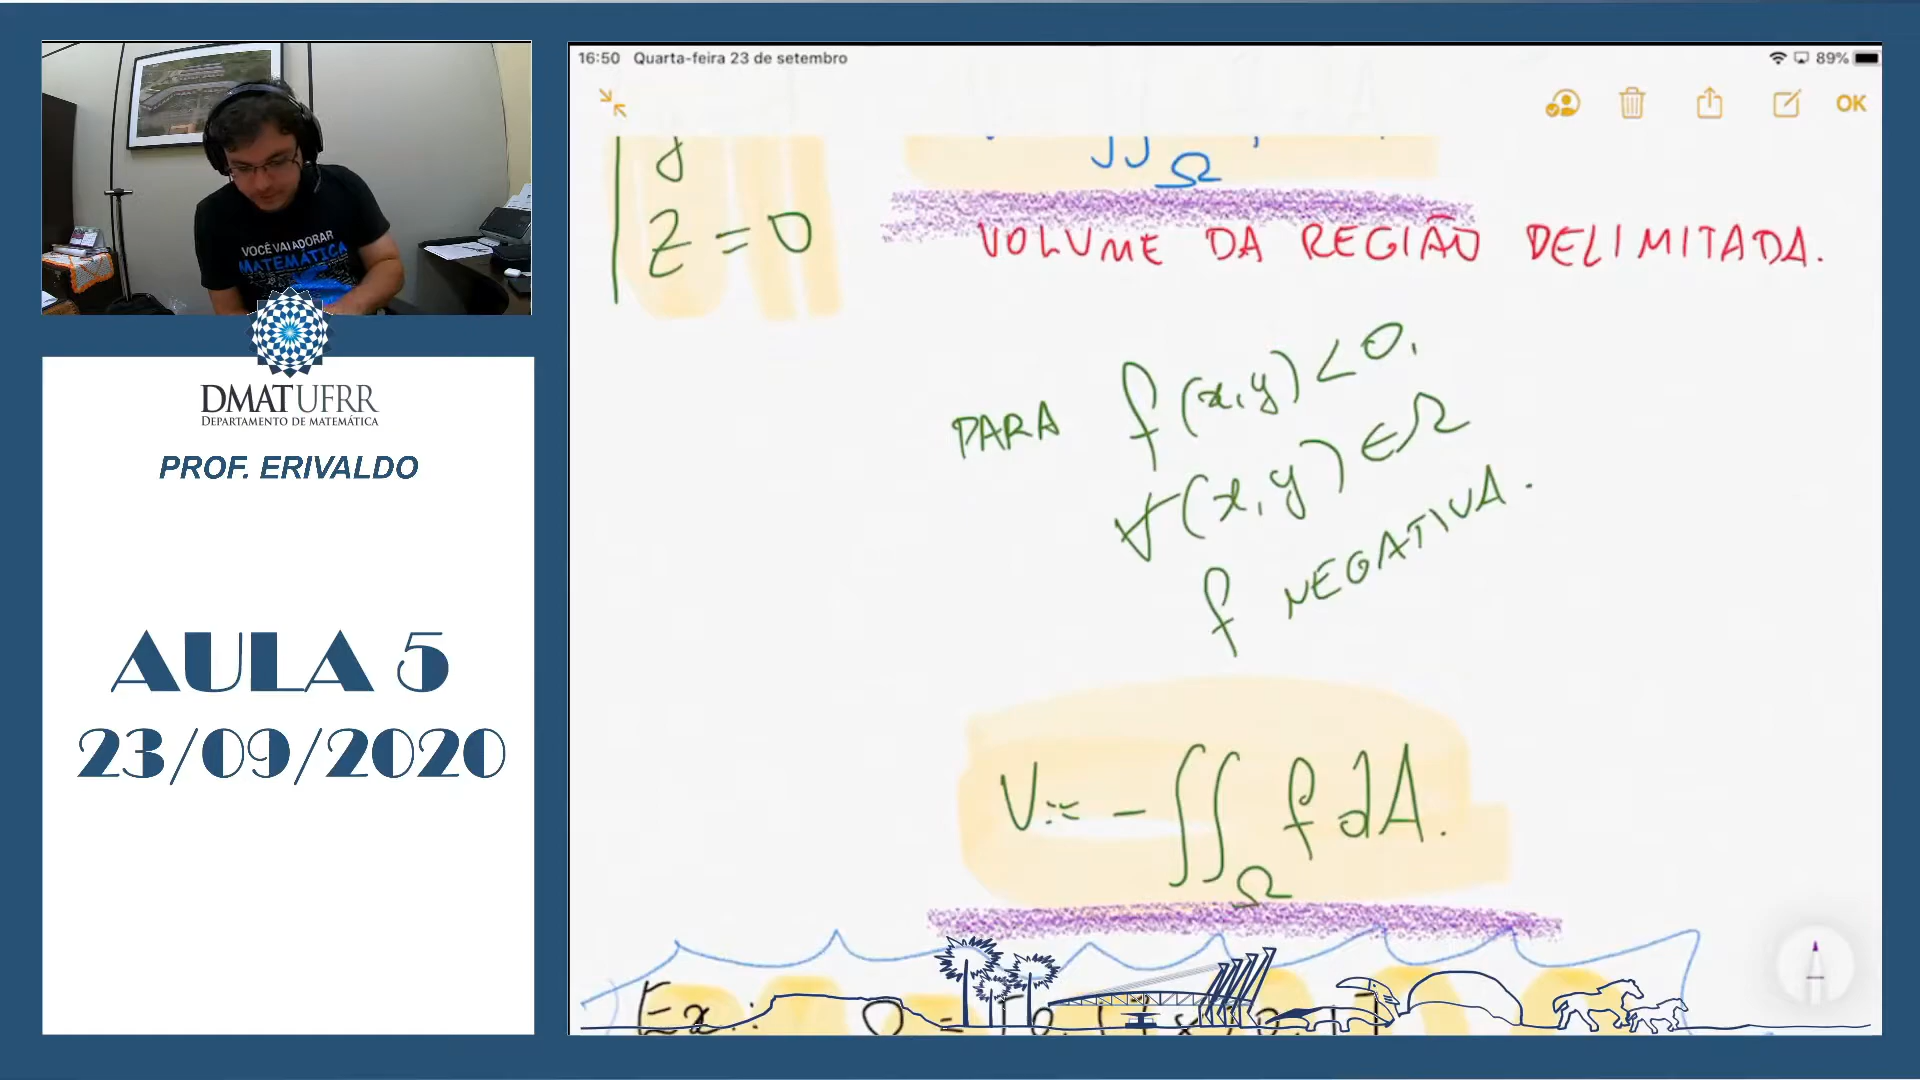 16:50 Quarta-feira 23 de setembro
89%
OK
VOCÊ VAI ADORAR
MATEMÁTICA
DMATUFRR
DEPARTAMENTO DE MATEMÁTICA
PROF. ERIVALDO
AULA 5
23/09/2020
y
Z = 0
∬Ω
VOLUME DA REGIÃO DELIMITADA.
PARA f(x,y) < 0,
∀(x,y) ∈ Ω
f NEGATIVA.
V := - ∬Ω f dA.
Ex.: